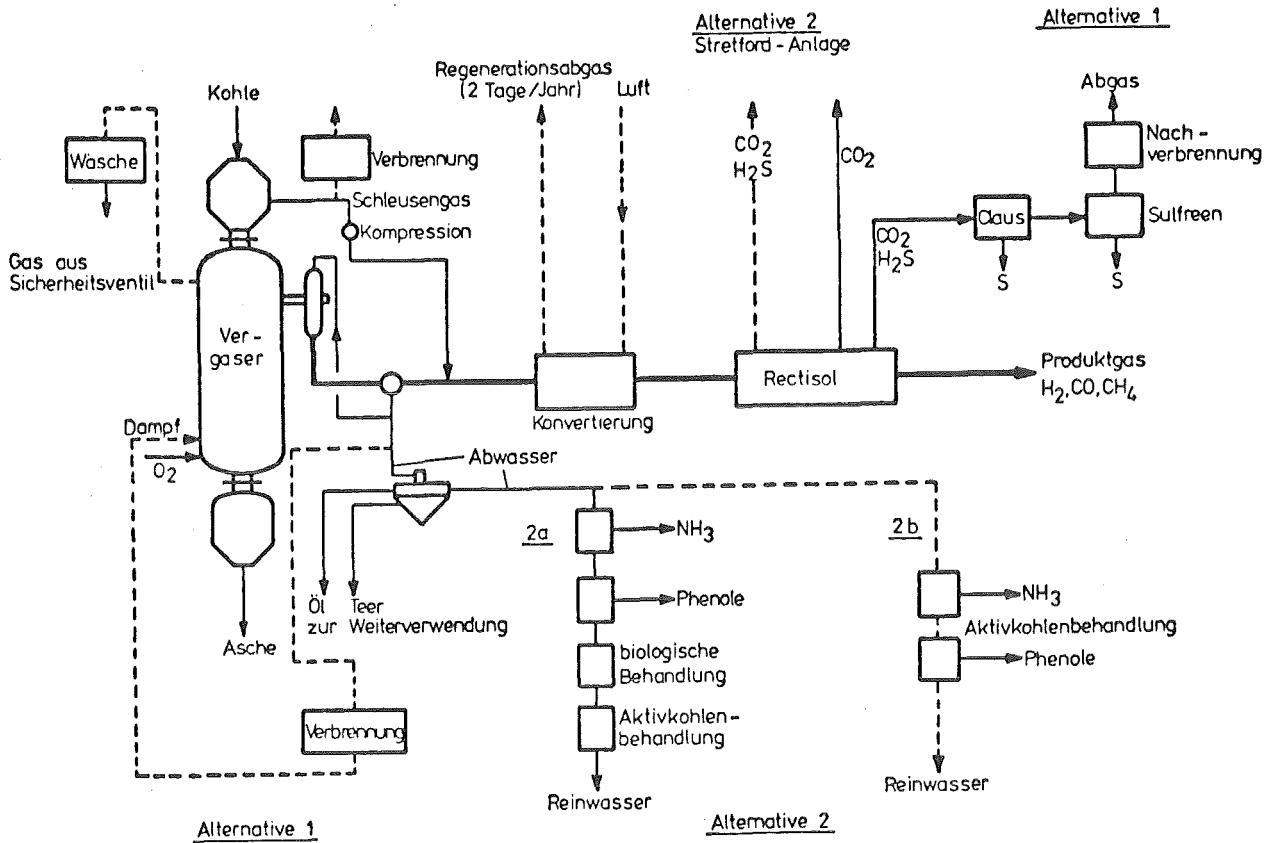 Alternative 2
Stretford-Anlage
Alternative 1
Regenerationsabgas
(2 Tage/Jahr)
Luft
Abgas
Kohle
Wäsche
Verbrennung
Nach-
verbrennung
CO2
H2S
CO2
Schleusengas
Kompression
Claus
Sulfreen
CO2
H2S
S
S
Gas aus
Sicherheitsventil
Ver-
gaser
Rectisol
Produktgas
H2, CO, CH4
Konvertierung
Dampf
O2
Abwasser
2a
NH3
2b
Öl
zur
Teer
Weiterverwendung
Phenole
NH3
Aktivkohlenbehandlung
Asche
biologische
Behandlung
Phenole
Verbrennung
Aktivkohlen-
behandlung
Reinwasser
Reinwasser
Alternative 1
Alternative 2